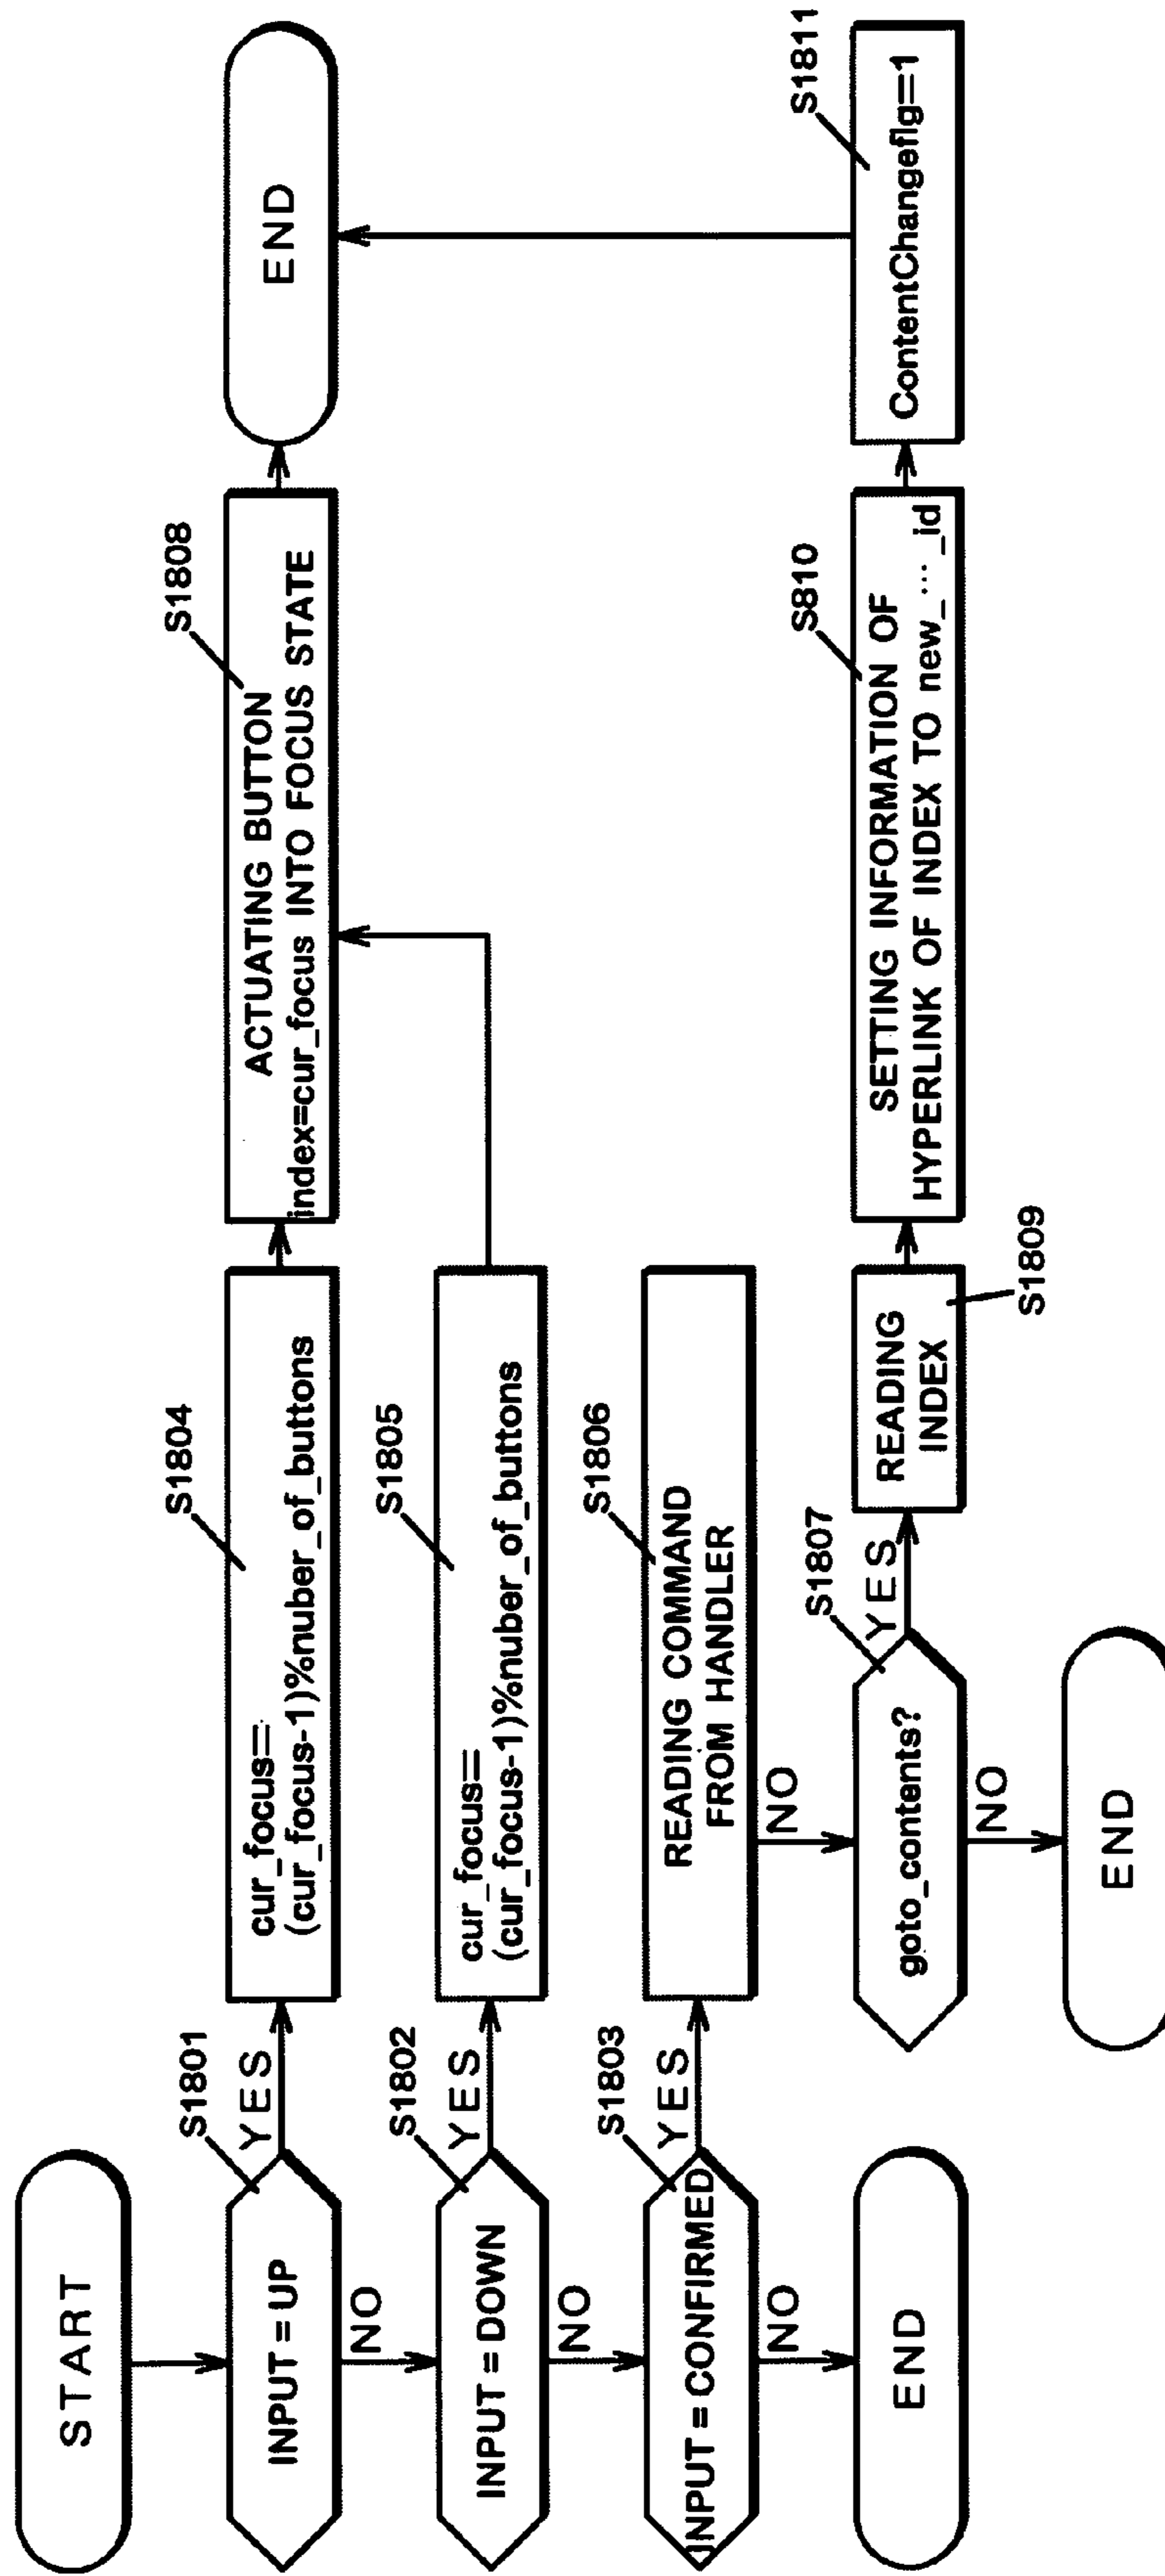 START
S1801
INPUT = UP
YES
NO
S1804
cur_focus=
(cur_focus-1)%nuber_of_buttons
S1808
ACTUATING BUTTON
index=cur_focus INTO FOCUS STATE
END
S1802
INPUT = DOWN
YES
NO
S1805
cur_focus=
(cur_focus-1)%nuber_of_buttons
S1803
INPUT = CONFIRMED
YES
NO
S1806
READING COMMAND
FROM HANDLER
NO
END
S1807
goto_contents?
YES
NO
READING
INDEX
S1809
S810
SETTING INFORMATION OF
HYPERLINK OF INDEX TO new_..._id
S1811
ContentChangeflg=1
END